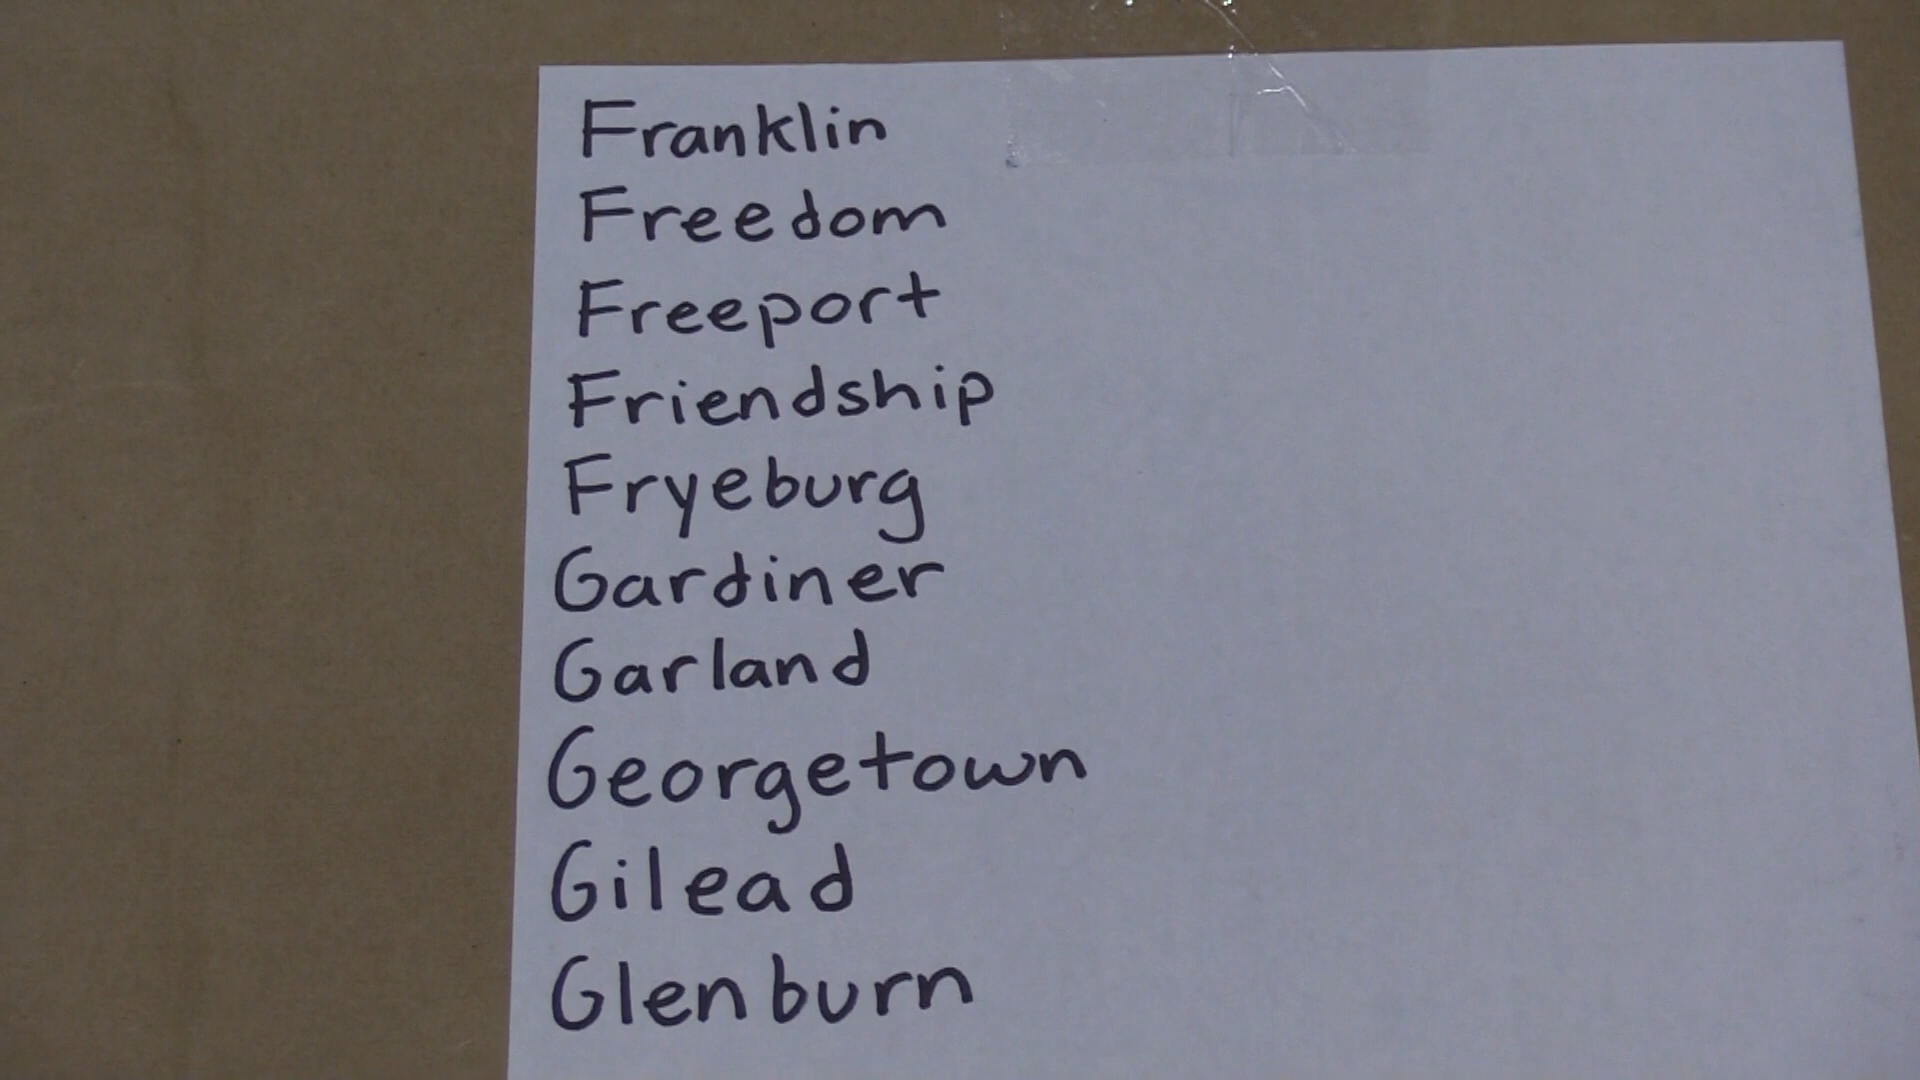 Franklin
Freedom
Freeport
Friendship
Fryeburg
Gardiner
Garland
Georgetown
Gilead
Glenburn